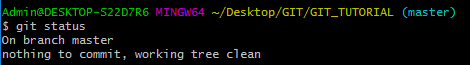 Admin@DESKTOP-S22D7R6 MINGW64 ~/Desktop/GIT/GIT_TUTORIAL (master)
$ git status
On branch master
nothing to commit, working tree clean